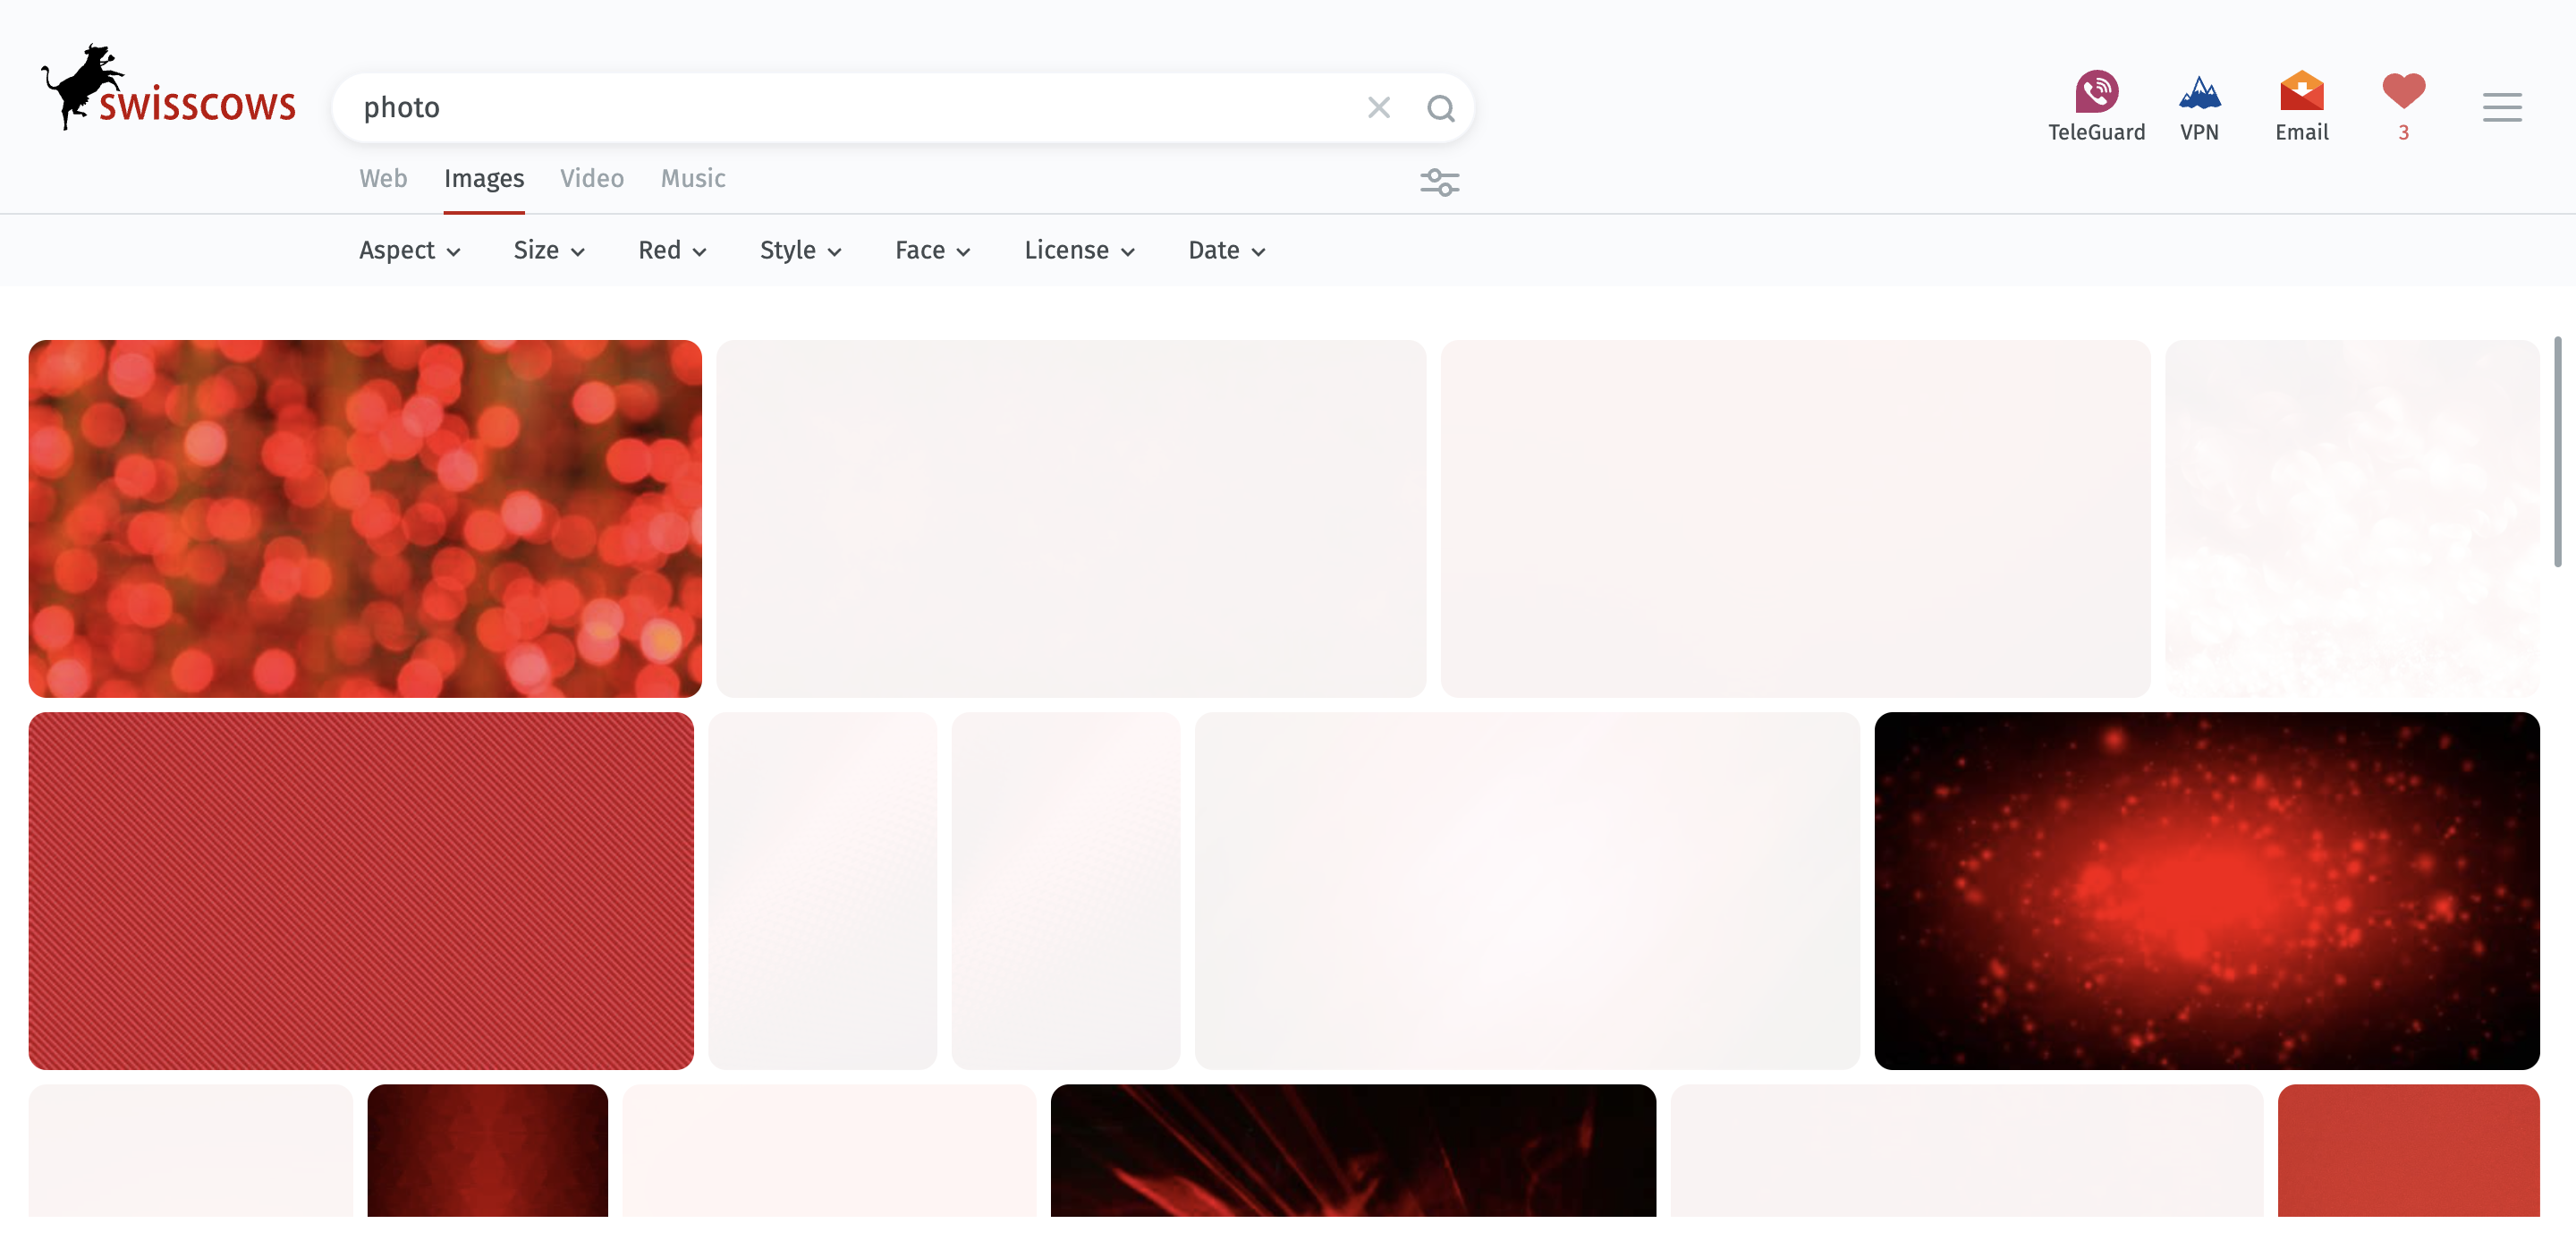 swisscows
photo
TeleGuard VPN Email 3
Web Images Video Music
Aspect Size Red Style Face License Date